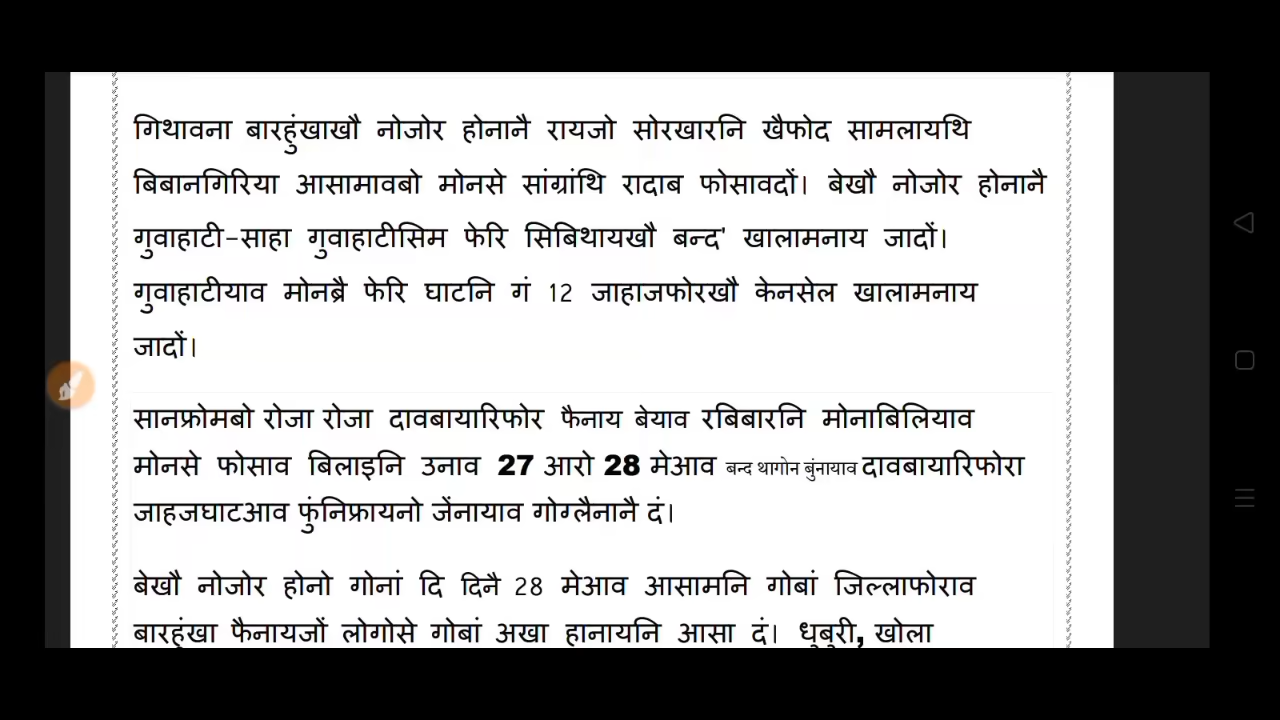 गिथावना बारहुंखाखौ नोजोर होनानै रायजो सोरखारनि खैफोद सामलायथि
बिबानगिरिया आसामावबो मोनसे सांग्रांथि रादाब फोसावदों। बेखौ नोजोर होनानै
गुवाहाटी-साहा गुवाहाटीसिम फेरि सिबिथायखौ बन्द' खालामनाय जादों।
गुवाहाटीयाव मोनब्रै फेरि घाटनि गं 12 जाहाजफोरखौ केनसेल खालामनाय
जादों।
सानफ्रोमबो रोजा रोजा दावबायारिफोर फैनाय बेयाव रबिबारनि मोनाबिलियाव
मोनसे फोसाव बिलाइनि उनाव 27 आरो 28 मेआव बन्द थागोन बुंनायाव दावबायारिफोरा
जाहजघाटआव फुंनिफ्रायनो जेंनायाव गोग्लैनानै दं।
बेखौ नोजोर होनो गोनां दि दिनै 28 मेआव आसामनि गोबां जिल्लाफोराव
बारहुंखा फैनायजों लोगोसे गोबां अखा हानायनि आसा दं। धुबुरी, खोला